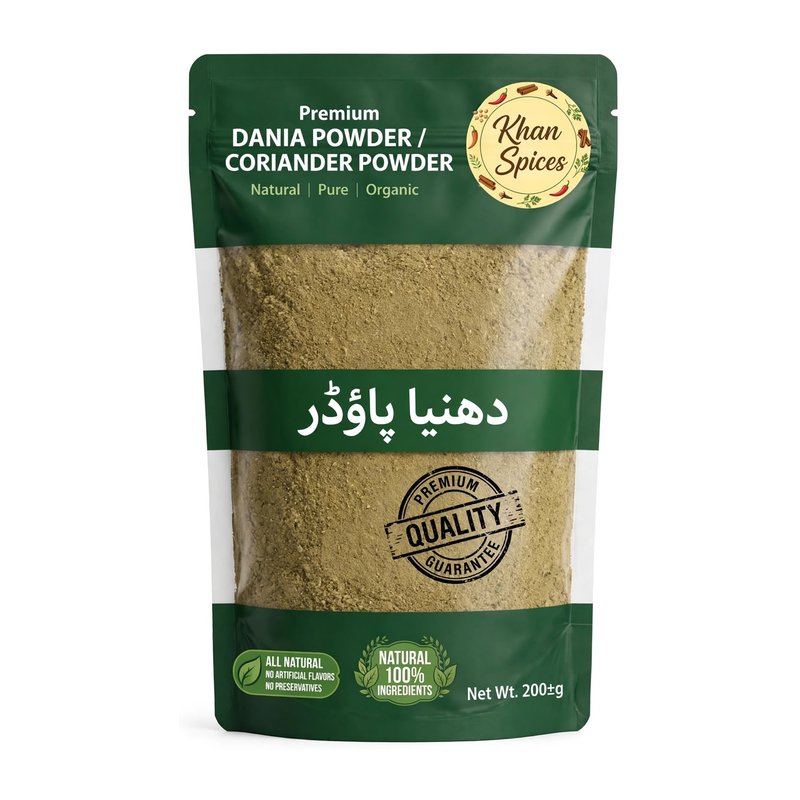 Premium
DANIA POWDER /
CORIANDER POWDER
Natural | Pure | Organic
Khan
Spices
دھنیا پاؤڈر
PREMIUM
QUALITY
GUARANTEE
ALL NATURAL
NO ARTIFICIAL FLAVORS
NO PRESERVATIVES
NATURAL
100%
INGREDIENTS
Net Wt. 200±g